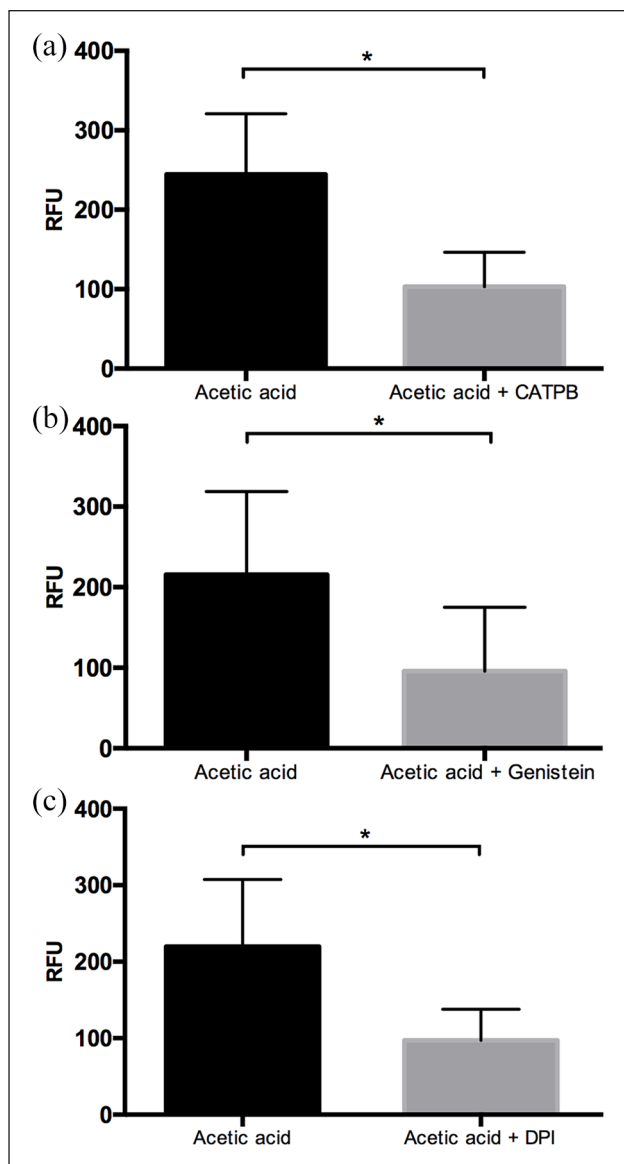 (a)
*
400
300
200
100
0
RFU
Acetic acid
Acetic acid + CATPB
(b)
*
400
300
200
100
0
RFU
Acetic acid
Acetic acid + Genistein
(c)
*
400
300
200
100
0
RFU
Acetic acid
Acetic acid + DPI